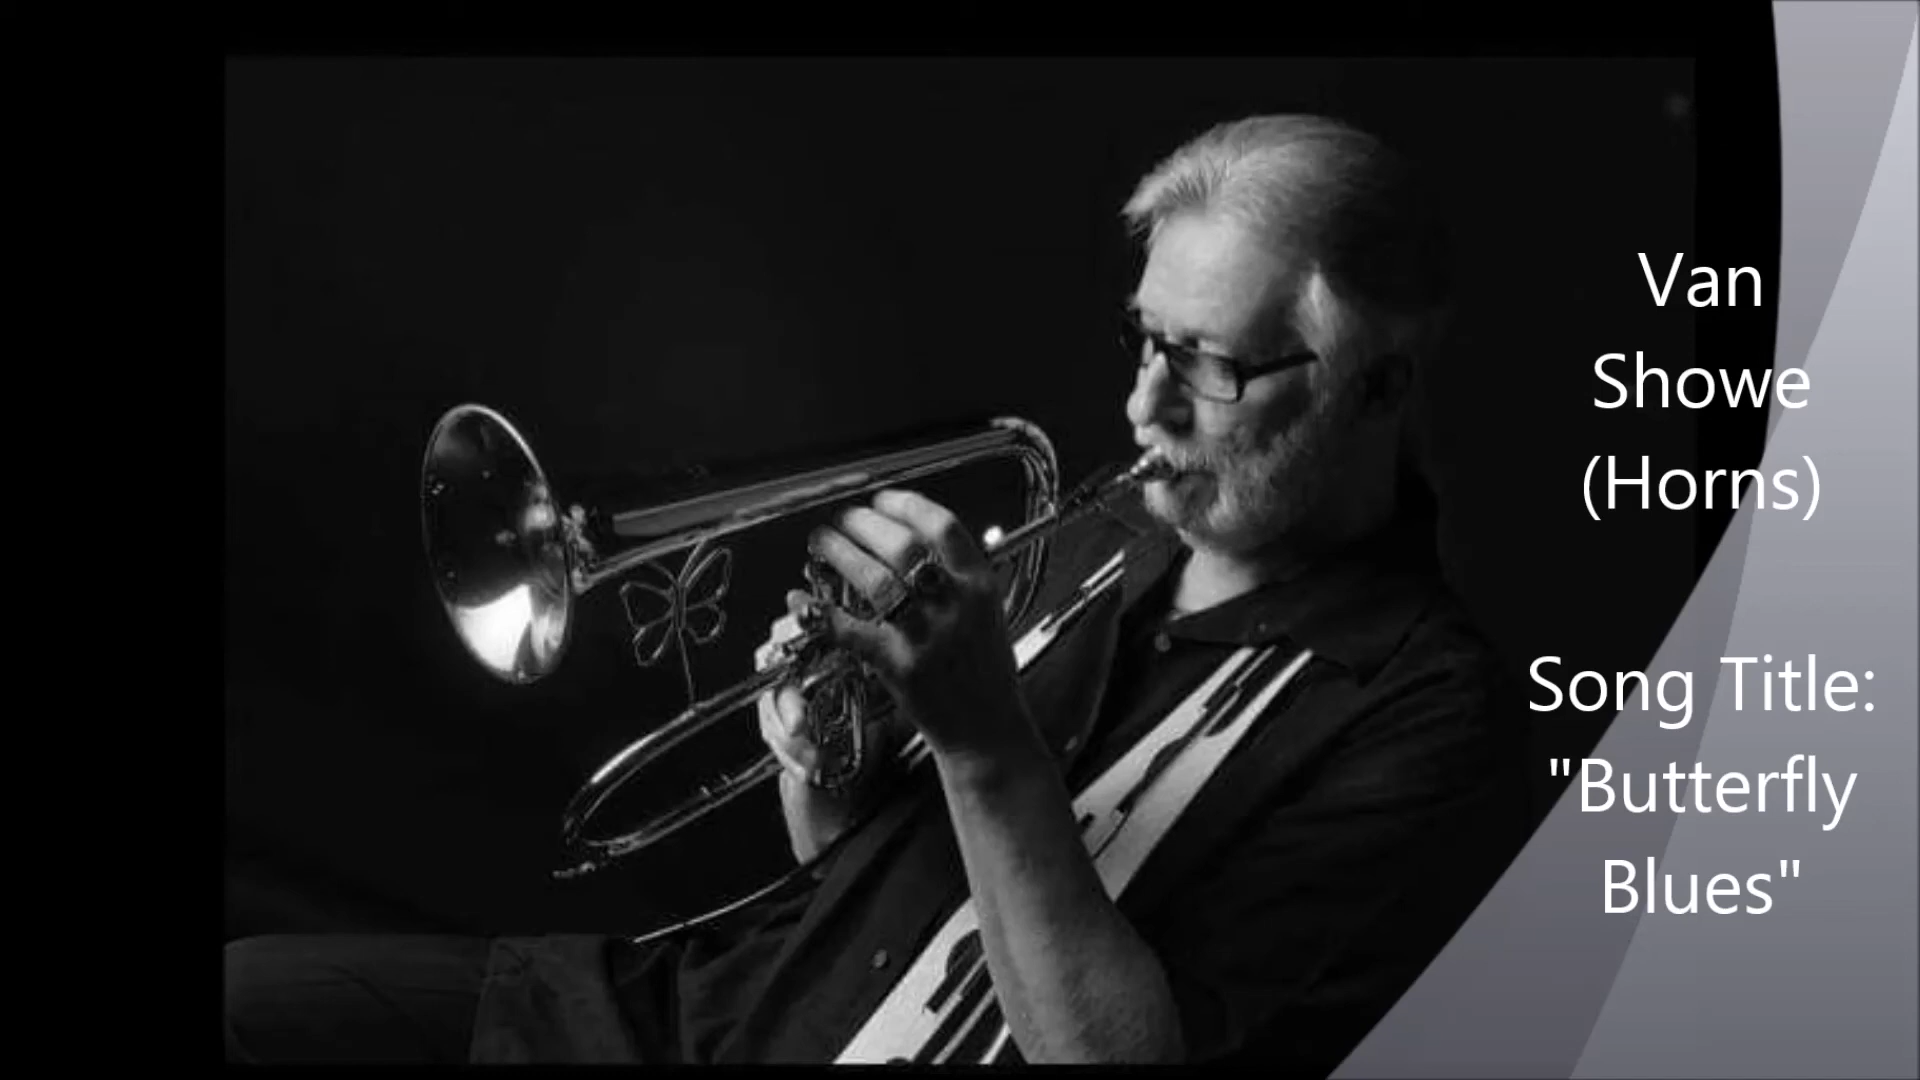 Van
Showe
(Horns)
Song Title:
"Butterfly
Blues"